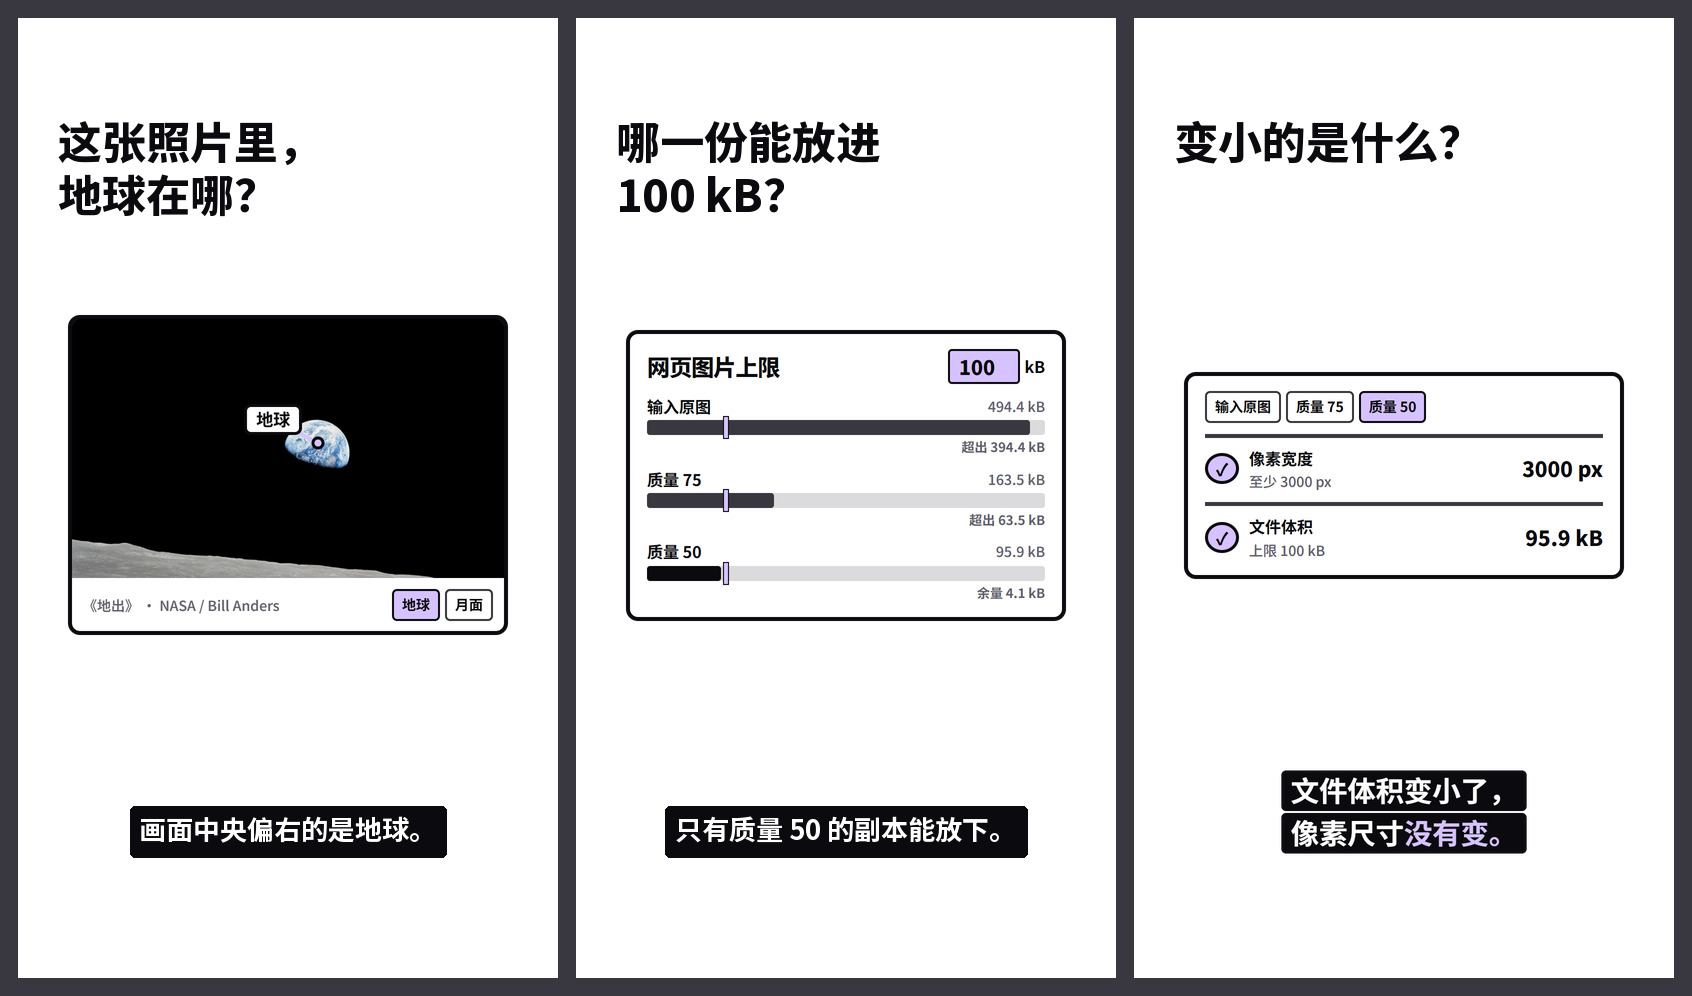 这张照片里，
地球在哪？
地球
《地出》 · NASA / Bill Anders
地球
月面
画面中央偏右的是地球。
哪一份能放进
100 kB？
网页图片上限
100 kB
输入原图
494.4 kB
超出 394.4 kB
质量 75
163.5 kB
超出 63.5 kB
质量 50
95.9 kB
余量 4.1 kB
只有质量 50 的副本能放下。
变小的是什么？
输入原图
质量 75
质量 50
像素宽度
至少 3000 px
3000 px
文件体积
上限 100 kB
95.9 kB
文件体积变小了，
像素尺寸没有变。